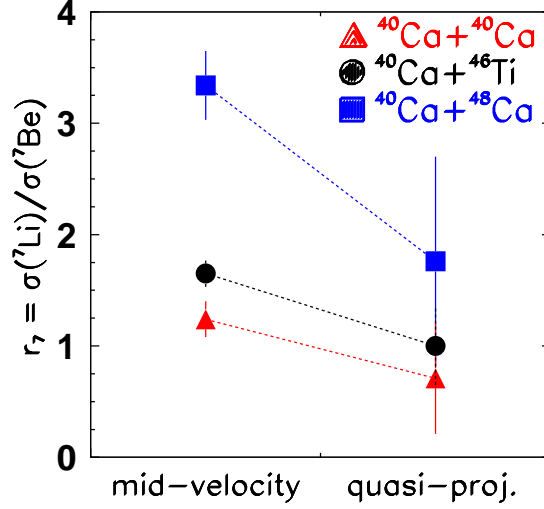 4
3
2
1
0
r₇ = σ(⁷Li)/σ(⁷Be)
⁴⁰Ca+⁴⁰Ca
⁴⁰Ca+⁴⁶Ti
⁴⁰Ca+⁴⁸Ca
mid−velocity
quasi−proj.